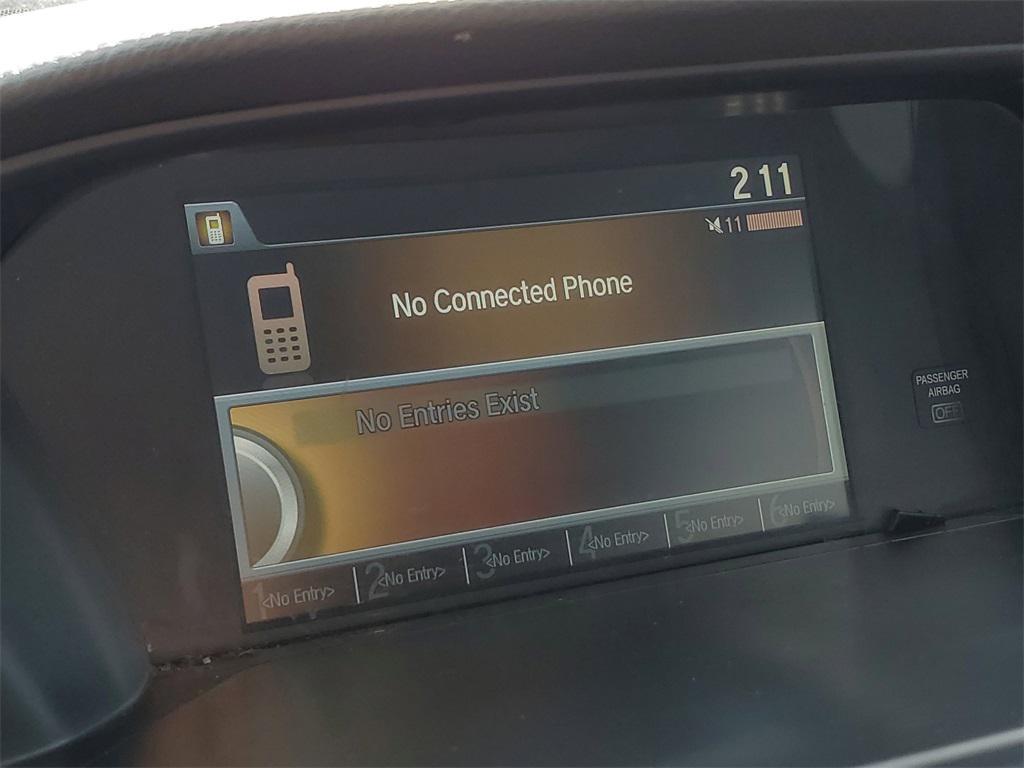 2 11
11
No Connected Phone
No Entries Exist
PASSENGER
AIRBAG
OFF
1 <No Entry> 2 <No Entry> 3 <No Entry> 4 <No Entry> 5 <No Entry> 6 <No Entry>